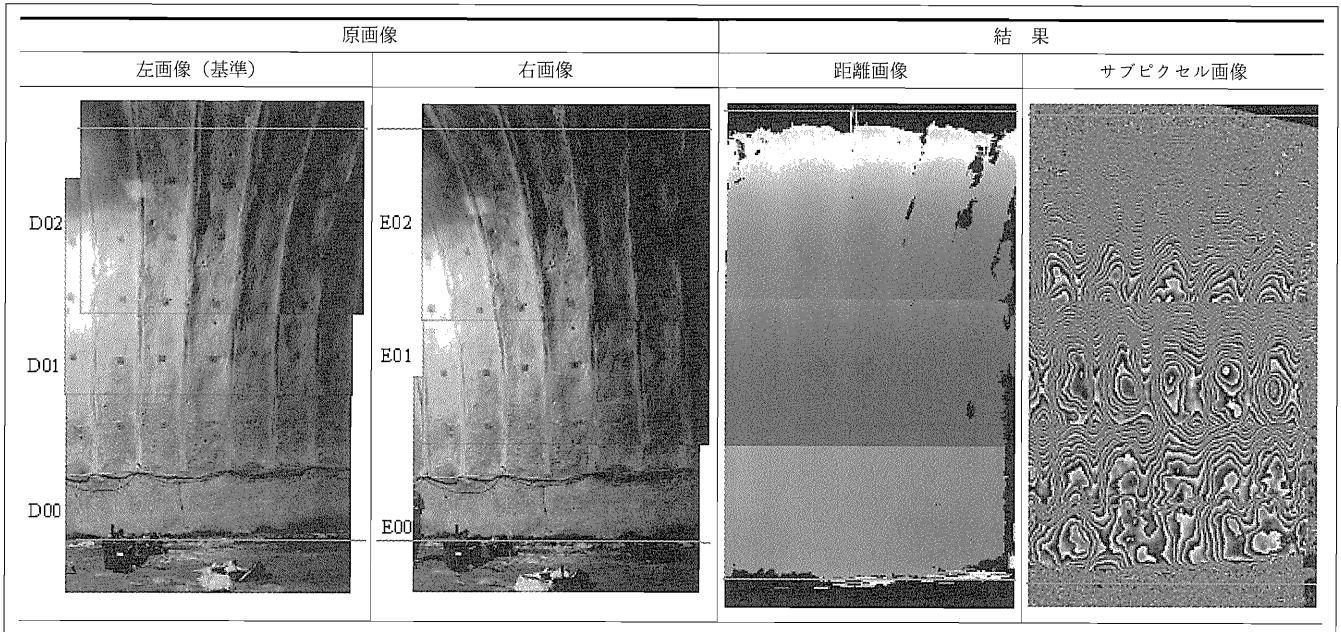 原画像
結 果
左画像（基準）
右画像
距離画像
サブピクセル画像
D02
E02
D01
E01
D00
E00